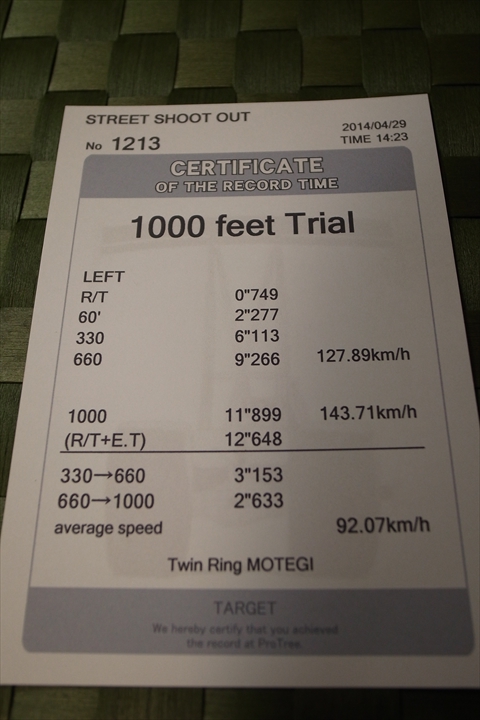 STREET SHOOT OUT
No 1213
2014/04/29
TIME 14:23
CERTIFICATE
OF THE RECORD TIME
1000 feet Trial
LEFT
R/T 0"749
60' 2"277
330 6"113
660 9"266 127.89km/h
1000 11"899 143.71km/h
(R/T+E.T) 12"648
330→660 3"153
660→1000 2"633
average speed 92.07km/h
Twin Ring MOTEGI
TARGET
We hereby certify that you achieved
the record at ProTree.